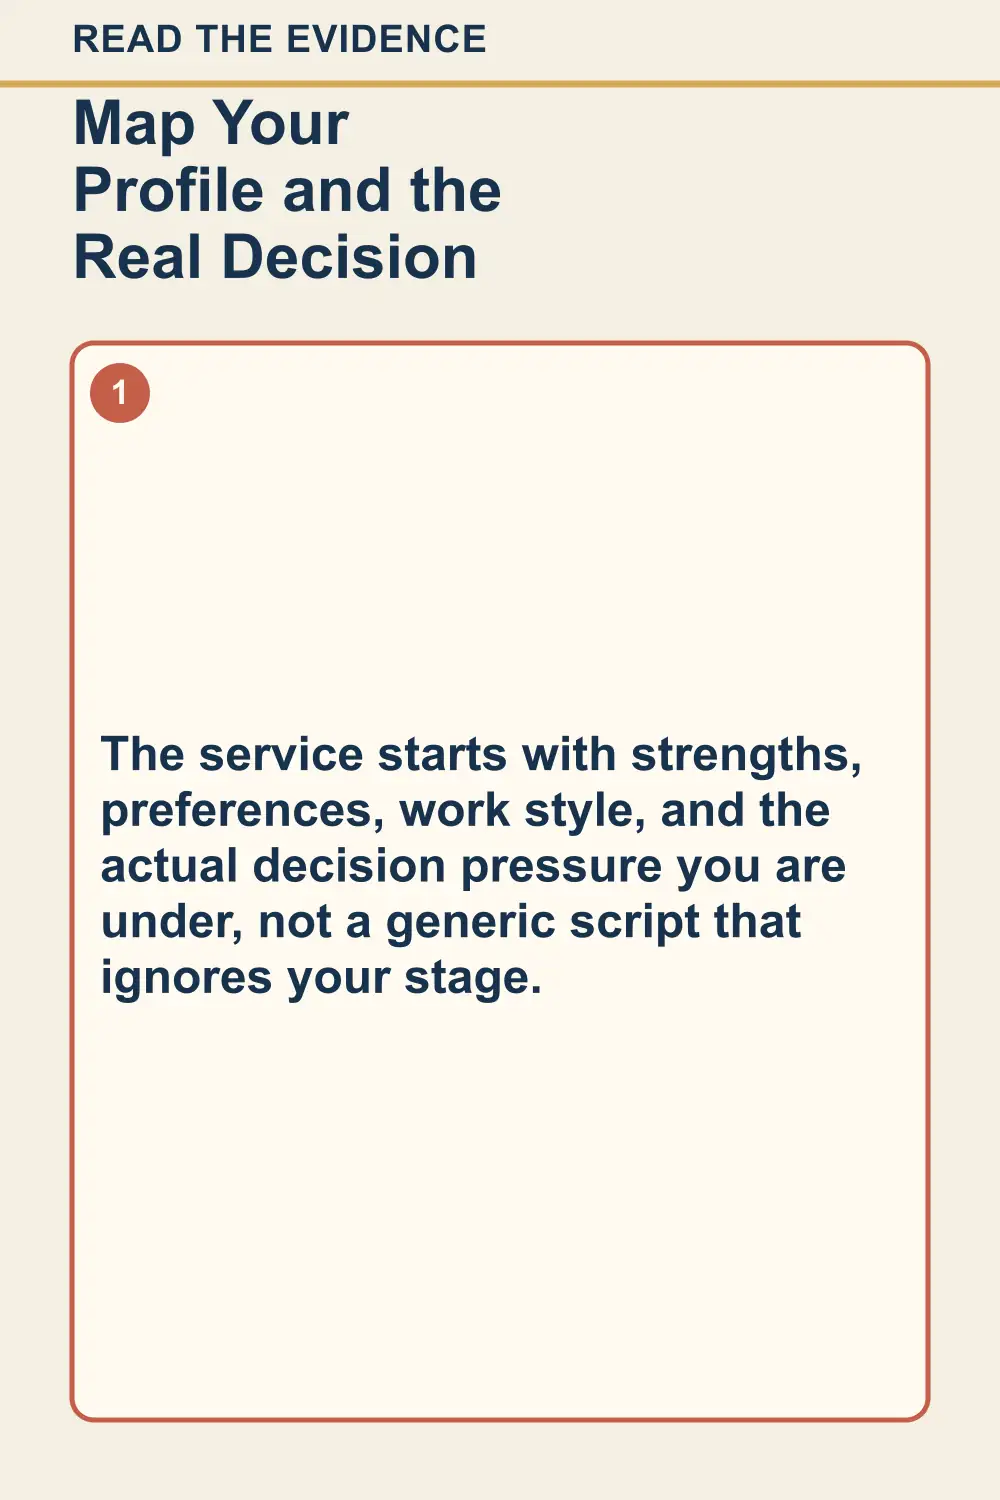 READ THE EVIDENCE
Map Your
Profile and the
Real Decision
1
The service starts with strengths,
preferences, work style, and the
actual decision pressure you are
under, not a generic script that
ignores your stage.